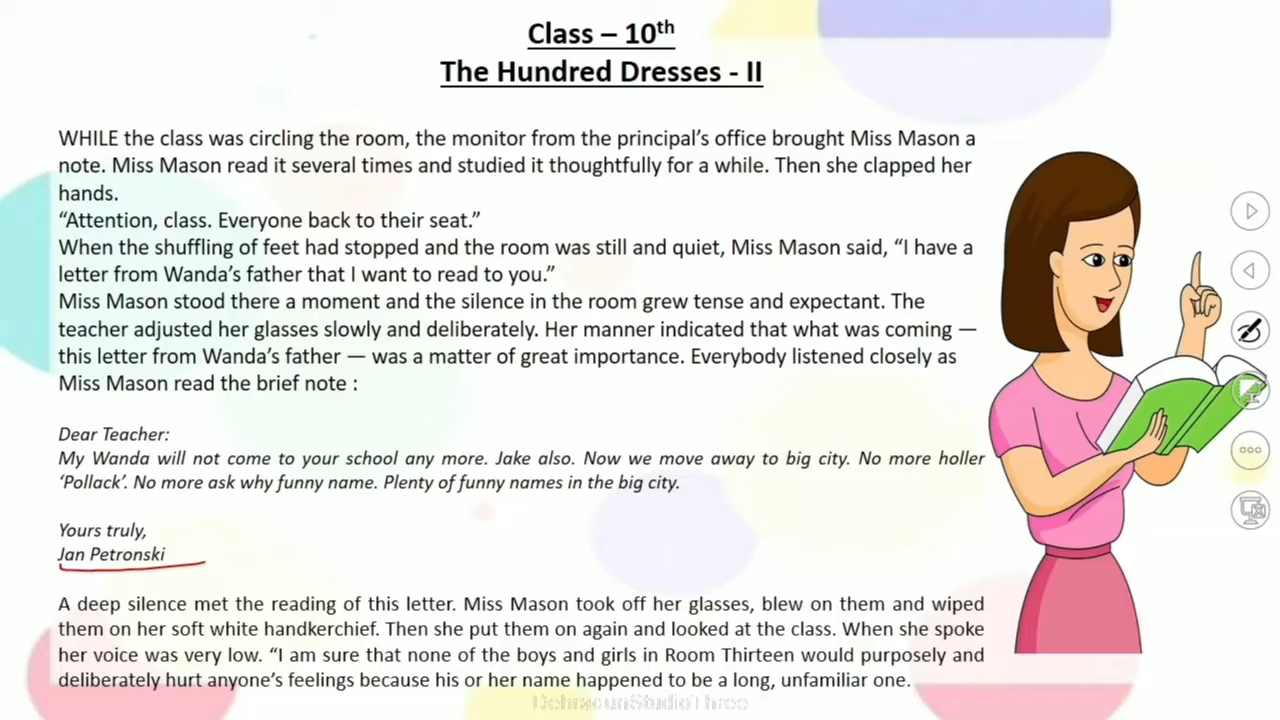 Class – 10th
The Hundred Dresses - II
WHILE the class was circling the room, the monitor from the principal’s office brought Miss Mason a
note. Miss Mason read it several times and studied it thoughtfully for a while. Then she clapped her
hands.
“Attention, class. Everyone back to their seat.”
When the shuffling of feet had stopped and the room was still and quiet, Miss Mason said, “I have a
letter from Wanda’s father that I want to read to you.”
Miss Mason stood there a moment and the silence in the room grew tense and expectant. The
teacher adjusted her glasses slowly and deliberately. Her manner indicated that what was coming —
this letter from Wanda’s father — was a matter of great importance. Everybody listened closely as
Miss Mason read the brief note :
Dear Teacher:
My Wanda will not come to your school any more. Jake also. Now we move away to big city. No more holler
‘Pollack’. No more ask why funny name. Plenty of funny names in the big city.
Yours truly,
Jan Petronski
A deep silence met the reading of this letter. Miss Mason took off her glasses, blew on them and wiped
them on her soft white handkerchief. Then she put them on again and looked at the class. When she spoke
her voice was very low. “I am sure that none of the boys and girls in Room Thirteen would purposely and
deliberately hurt anyone’s feelings because his or her name happened to be a long, unfamiliar one.
DehradunStudioThree